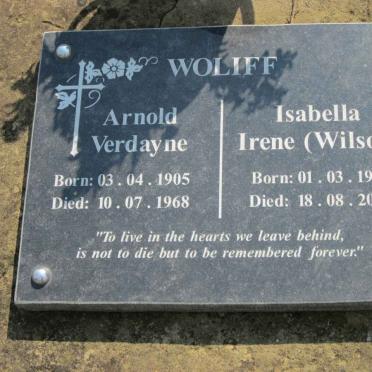 WOLIFF
Arnold
Verdayne
Born: 03 . 04 . 1905
Died: 10 . 07 . 1968
Isabella
Irene (Wils
Born: 01 . 03 . 19
Died: 18 . 08 . 20
"To live in the hearts we leave behind,
is not to die but to be remembered forever."